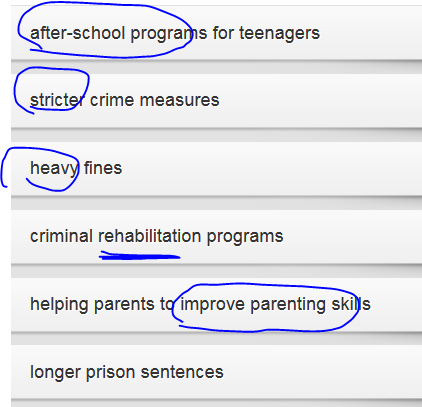 after-school programs for teenagers
stricter crime measures
heavy fines
criminal rehabilitation programs
helping parents to improve parenting skills
longer prison sentences